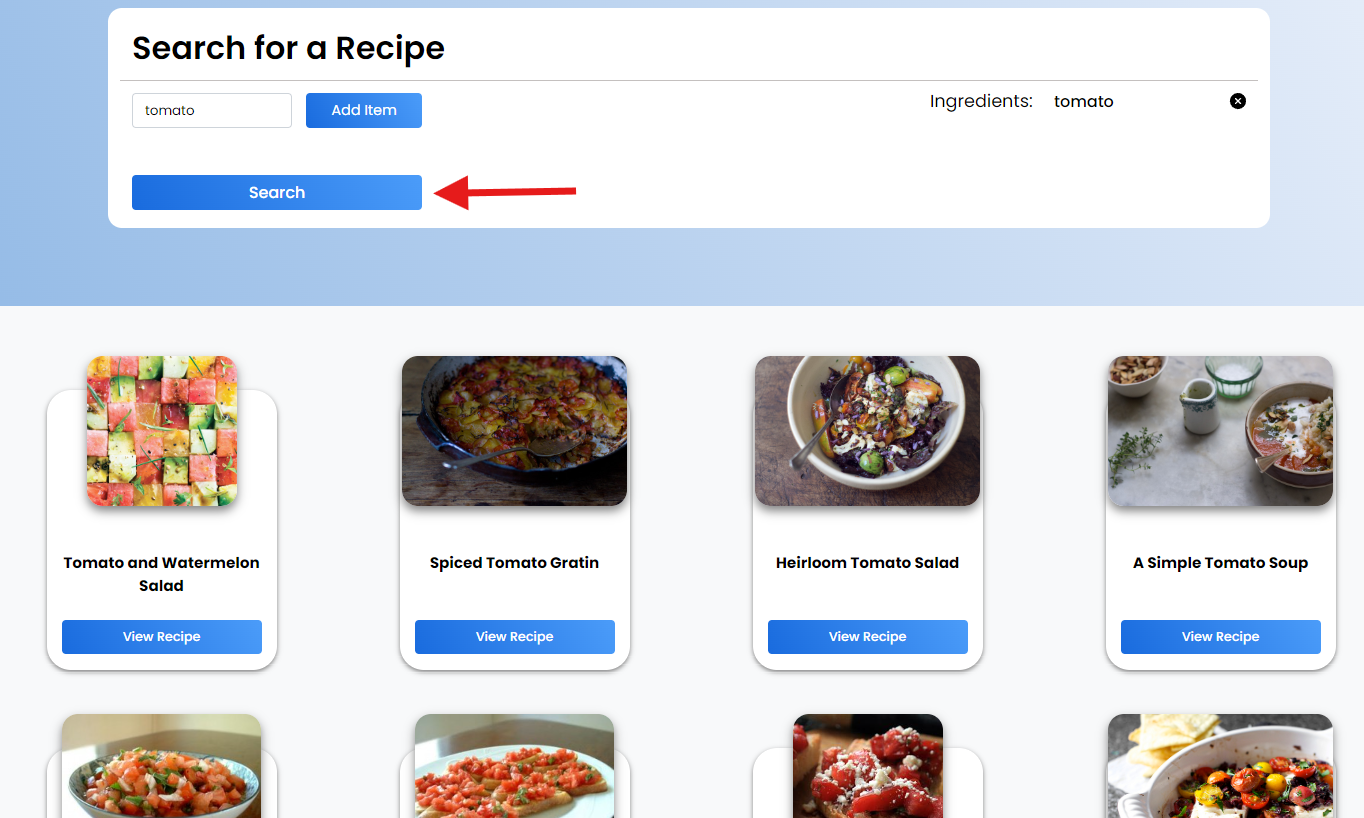 Search for a Recipe
tomato
Add Item
Ingredients: tomato
Search
Tomato and Watermelon
Salad
Spiced Tomato Gratin
Heirloom Tomato Salad
A Simple Tomato Soup
View Recipe
View Recipe
View Recipe
View Recipe